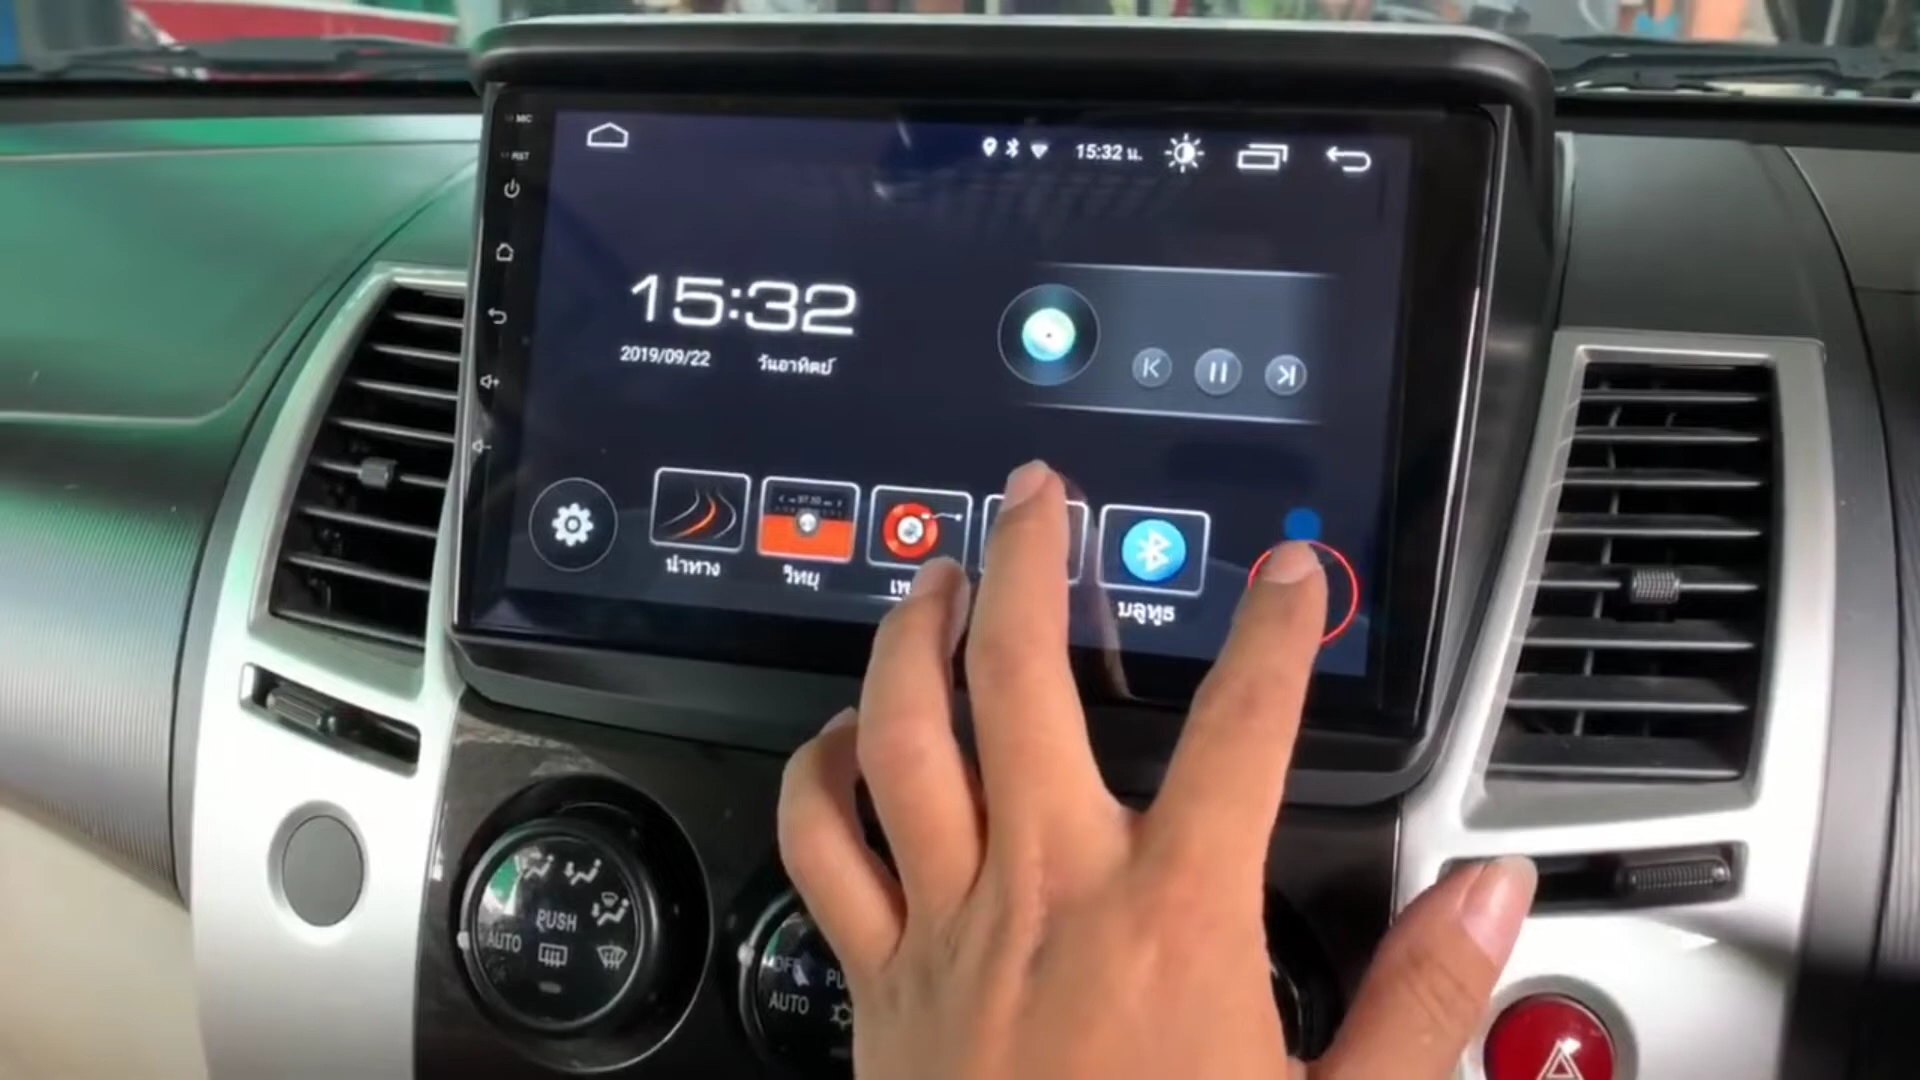 MIC
RST
15:32 น.
15:32
2019/09/22 วันอาทิตย์
นำทาง
วิทยุ
บลูทูธ
PUSH
AUTO
OFF
AUTO